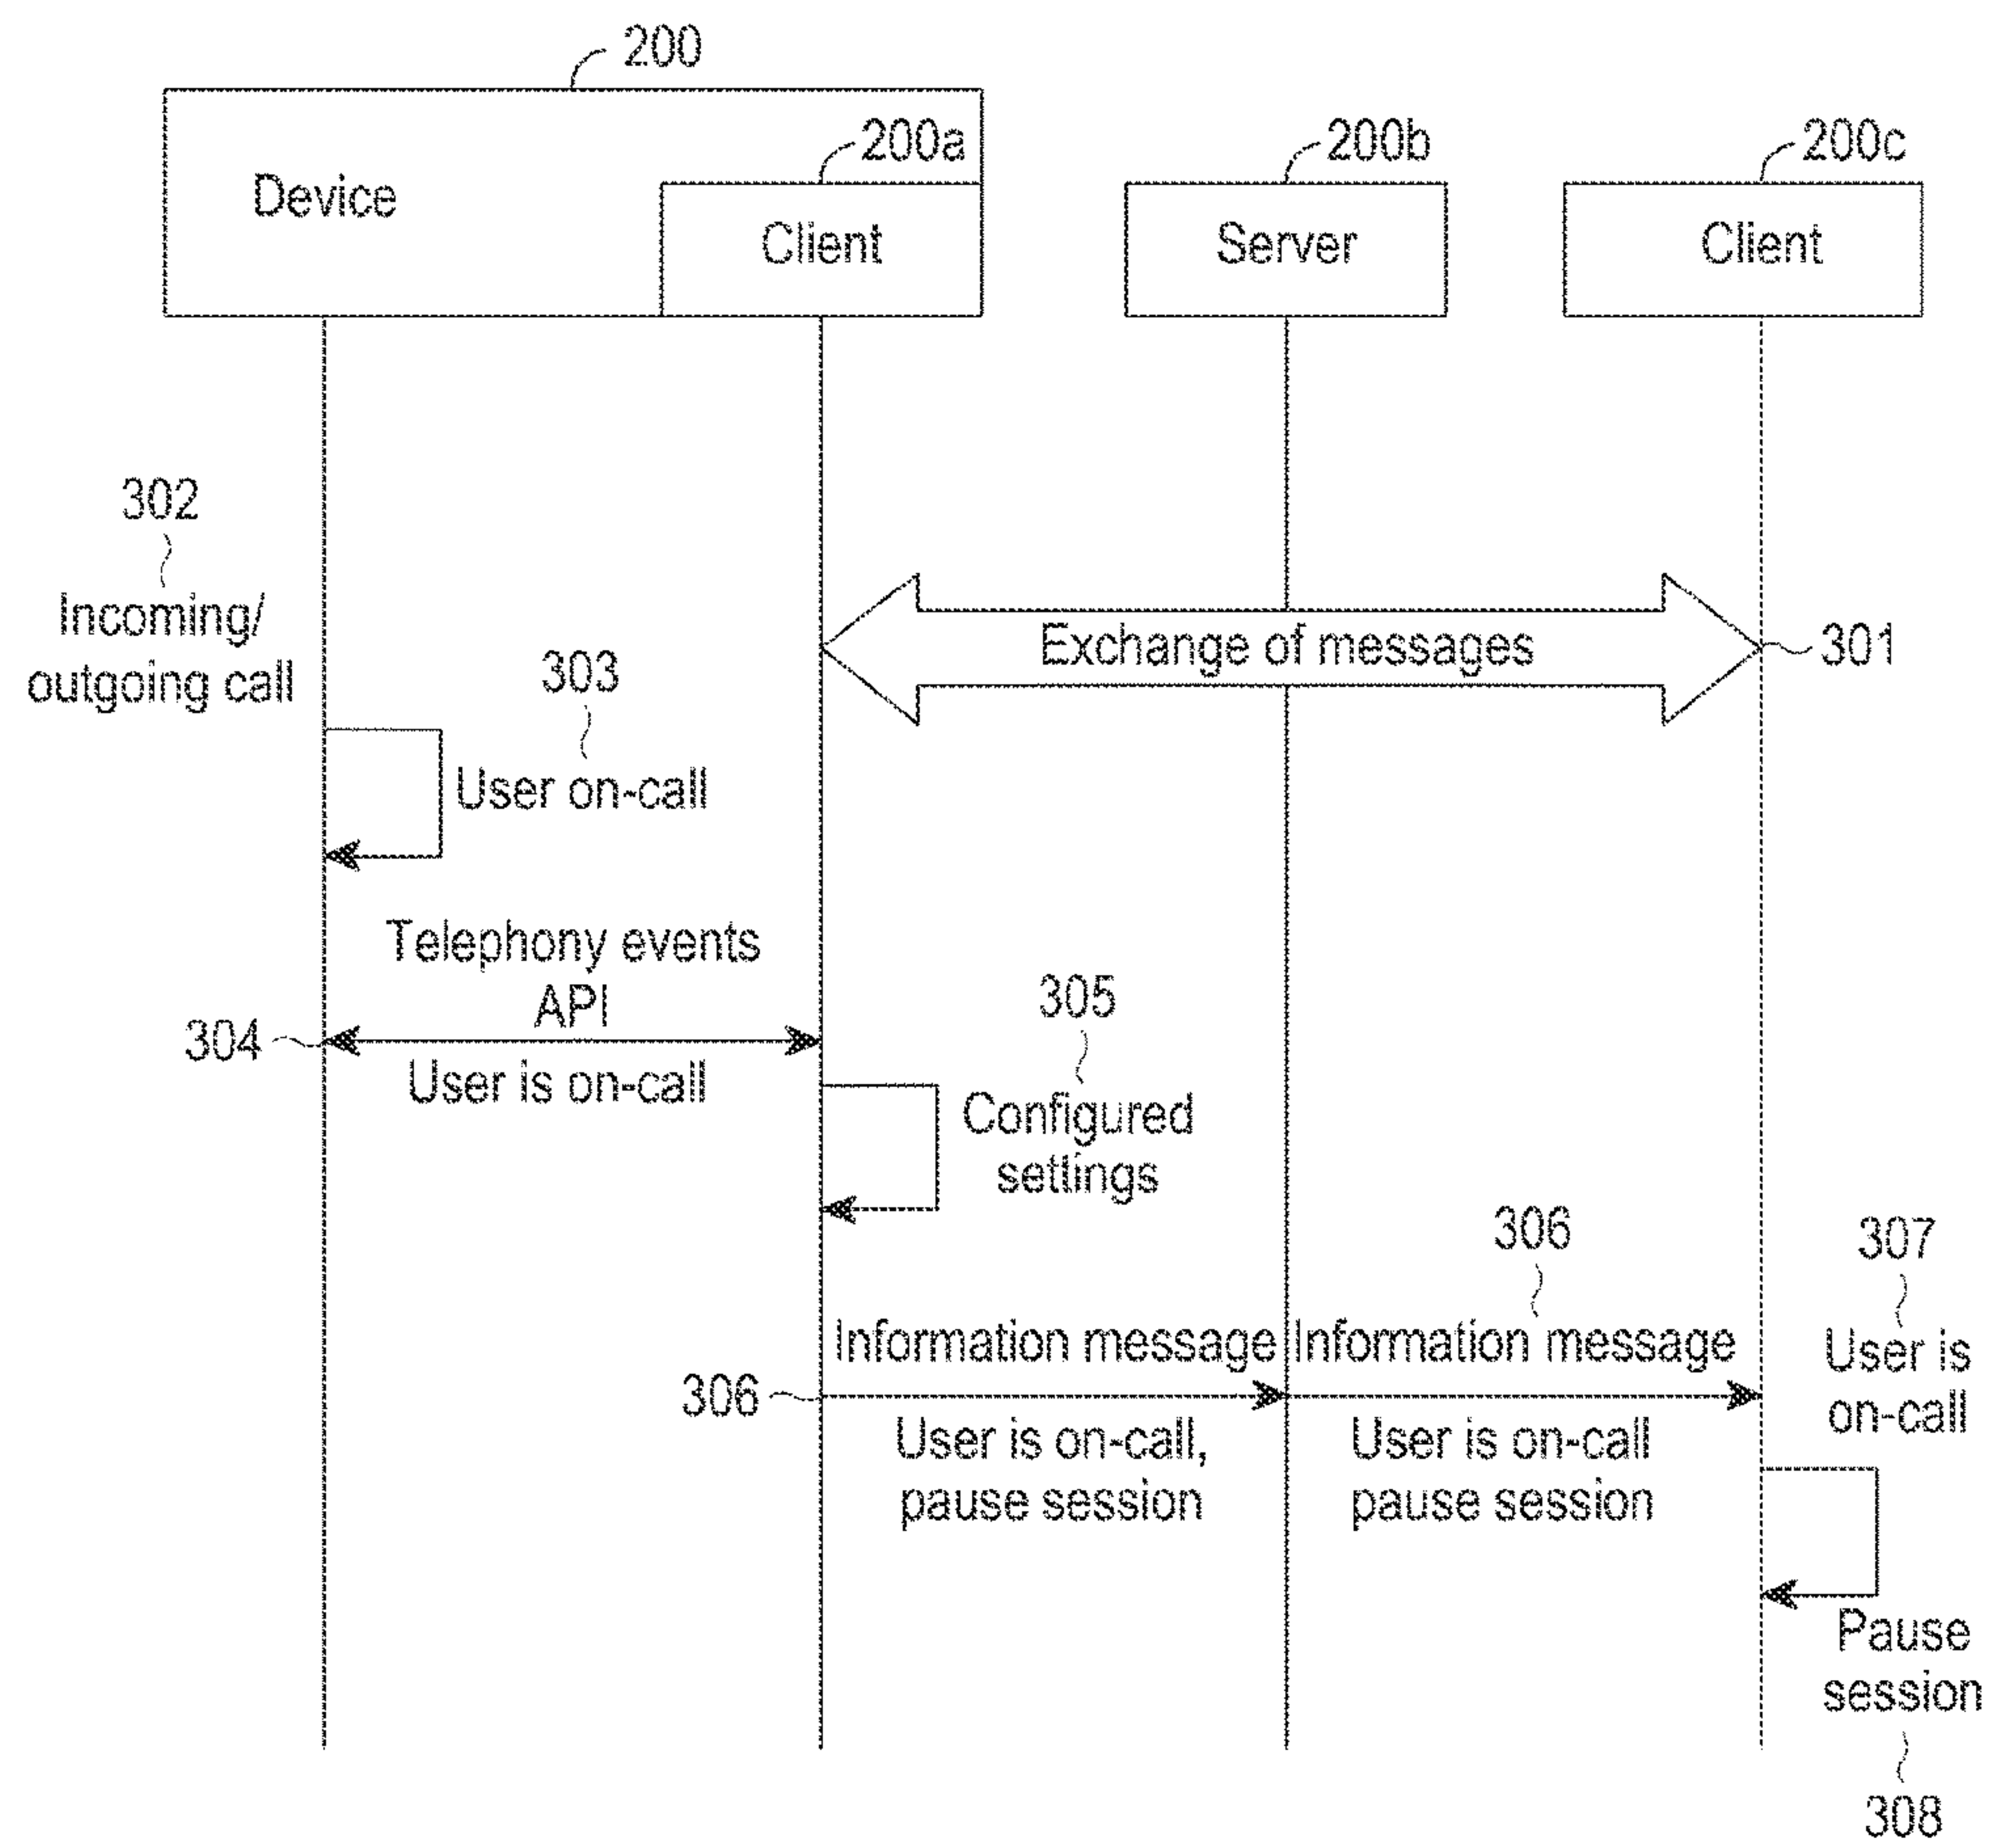 200
200a
200b
200c
Device
Client
Server
Client
302
Incoming/
outgoing call
Exchange of messages
301
303
User on-call
Telephony events
API
304
User is on-call
305
Configured
settings
306
307
Information message
Information message
User is
on-call
306
User is on-call,
pause session
User is on-call
pause session
Pause
session
308